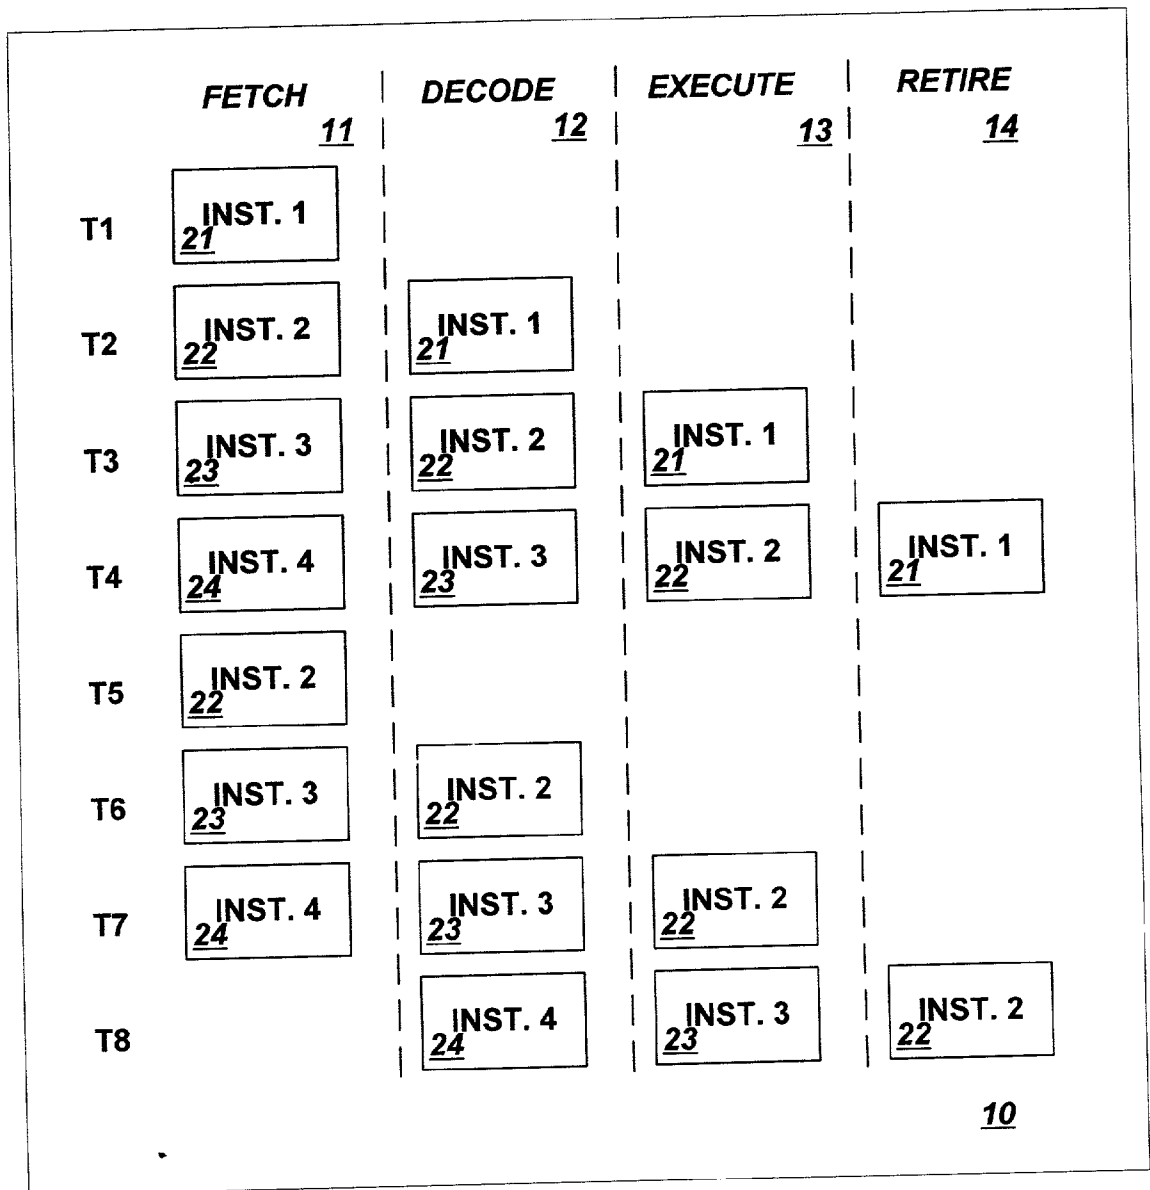 FETCH DECODE EXECUTE RETIRE
11 12 13 14
T1 INST. 1
21
T2 INST. 2 INST. 1
22 21
T3 INST. 3 INST. 2 INST. 1
23 22 21
T4 INST. 4 INST. 3 INST. 2 INST. 1
24 23 22 21
T5 INST. 2
22
T6 INST. 3 INST. 2
23 22
T7 INST. 4 INST. 3 INST. 2
24 23 22
T8 INST. 4 INST. 3 INST. 2
24 23 22
10